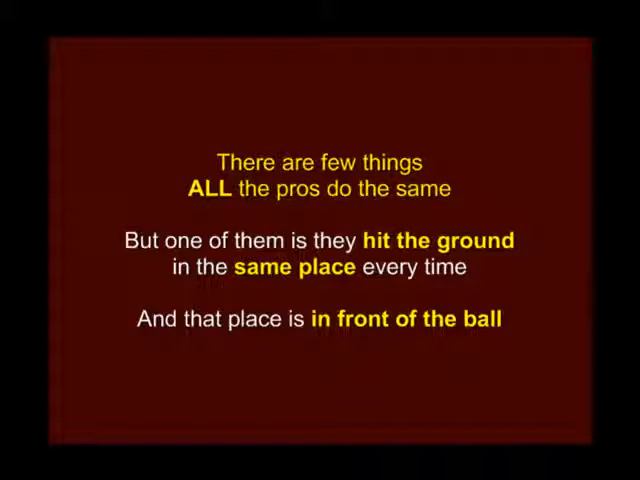 There are few things
ALL the pros do the same
But one of them is they hit the ground
in the same place every time
And that place is in front of the ball